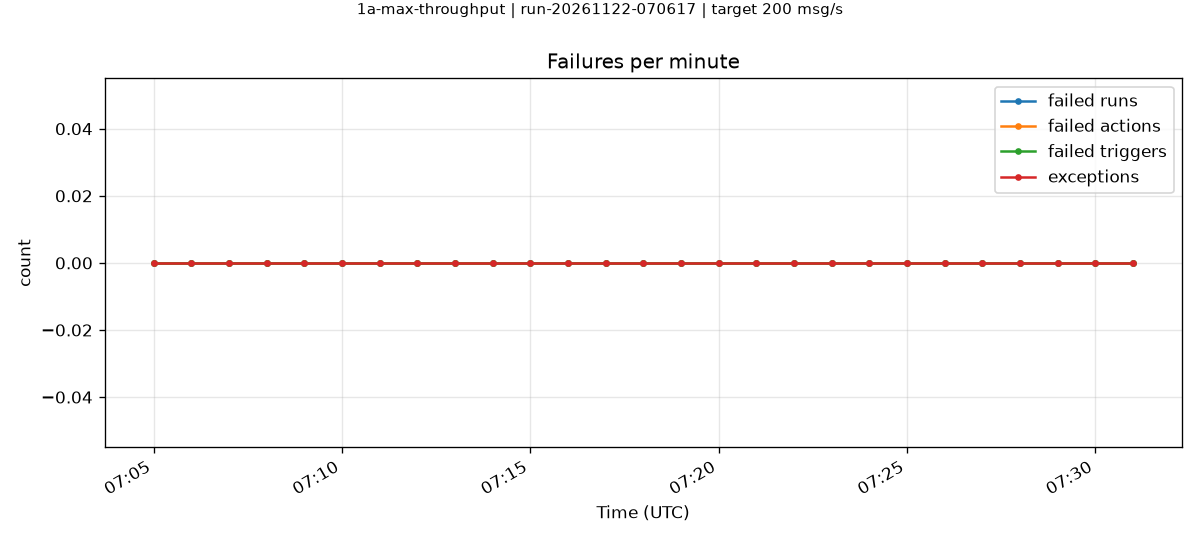 1a-max-throughput | run-20261122-070617 | target 200 msg/s
Failures per minute
failed runs
failed actions
failed triggers
exceptions
0.04
0.02
0.00
−0.02
−0.04
count
07:05
07:10
07:15
07:20
07:25
07:30
Time (UTC)